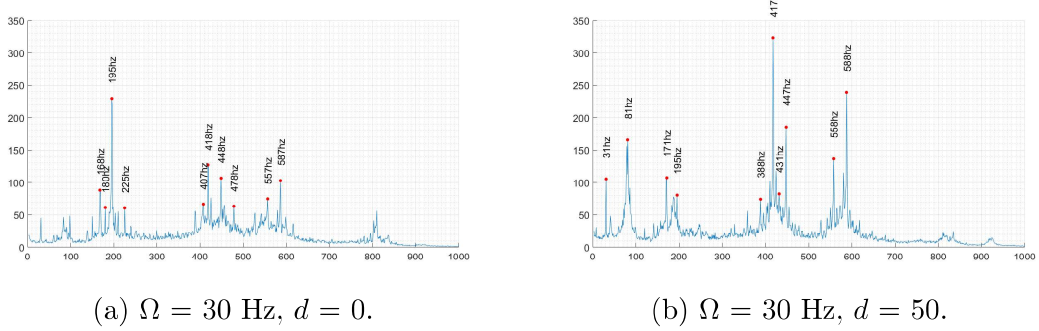 350
300
250
200
150
100
50
0
0 100 200 300 400 500 600 700 800 900 1000
168hz
180hz
195hz
225hz
407hz
418hz
448hz
478hz
557hz
587hz
(a) Ω = 30 Hz, d = 0.
350
300
250
200
150
100
50
0
0 100 200 300 400 500 600 700 800 900 1000
31hz
81hz
171hz
195hz
388hz
417
431hz
447hz
558hz
588hz
(b) Ω = 30 Hz, d = 50.